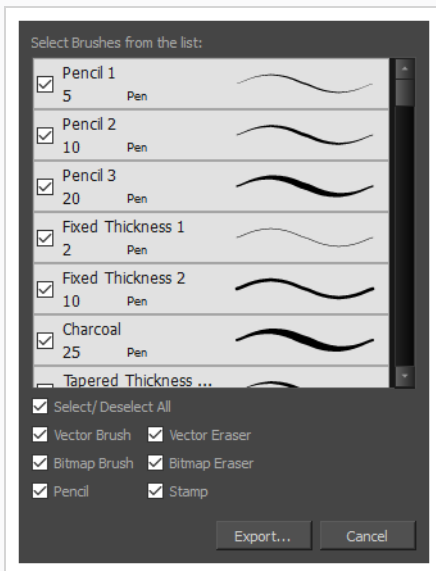 Select Brushes from the list:
Pencil 1
5 Pen
Pencil 2
10 Pen
Pencil 3
20 Pen
Fixed Thickness 1
2 Pen
Fixed Thickness 2
10 Pen
Charcoal
25 Pen
Tapered Thickness ...
Select/Deselect All
Vector Brush Vector Eraser
Bitmap Brush Bitmap Eraser
Pencil Stamp
Export... Cancel